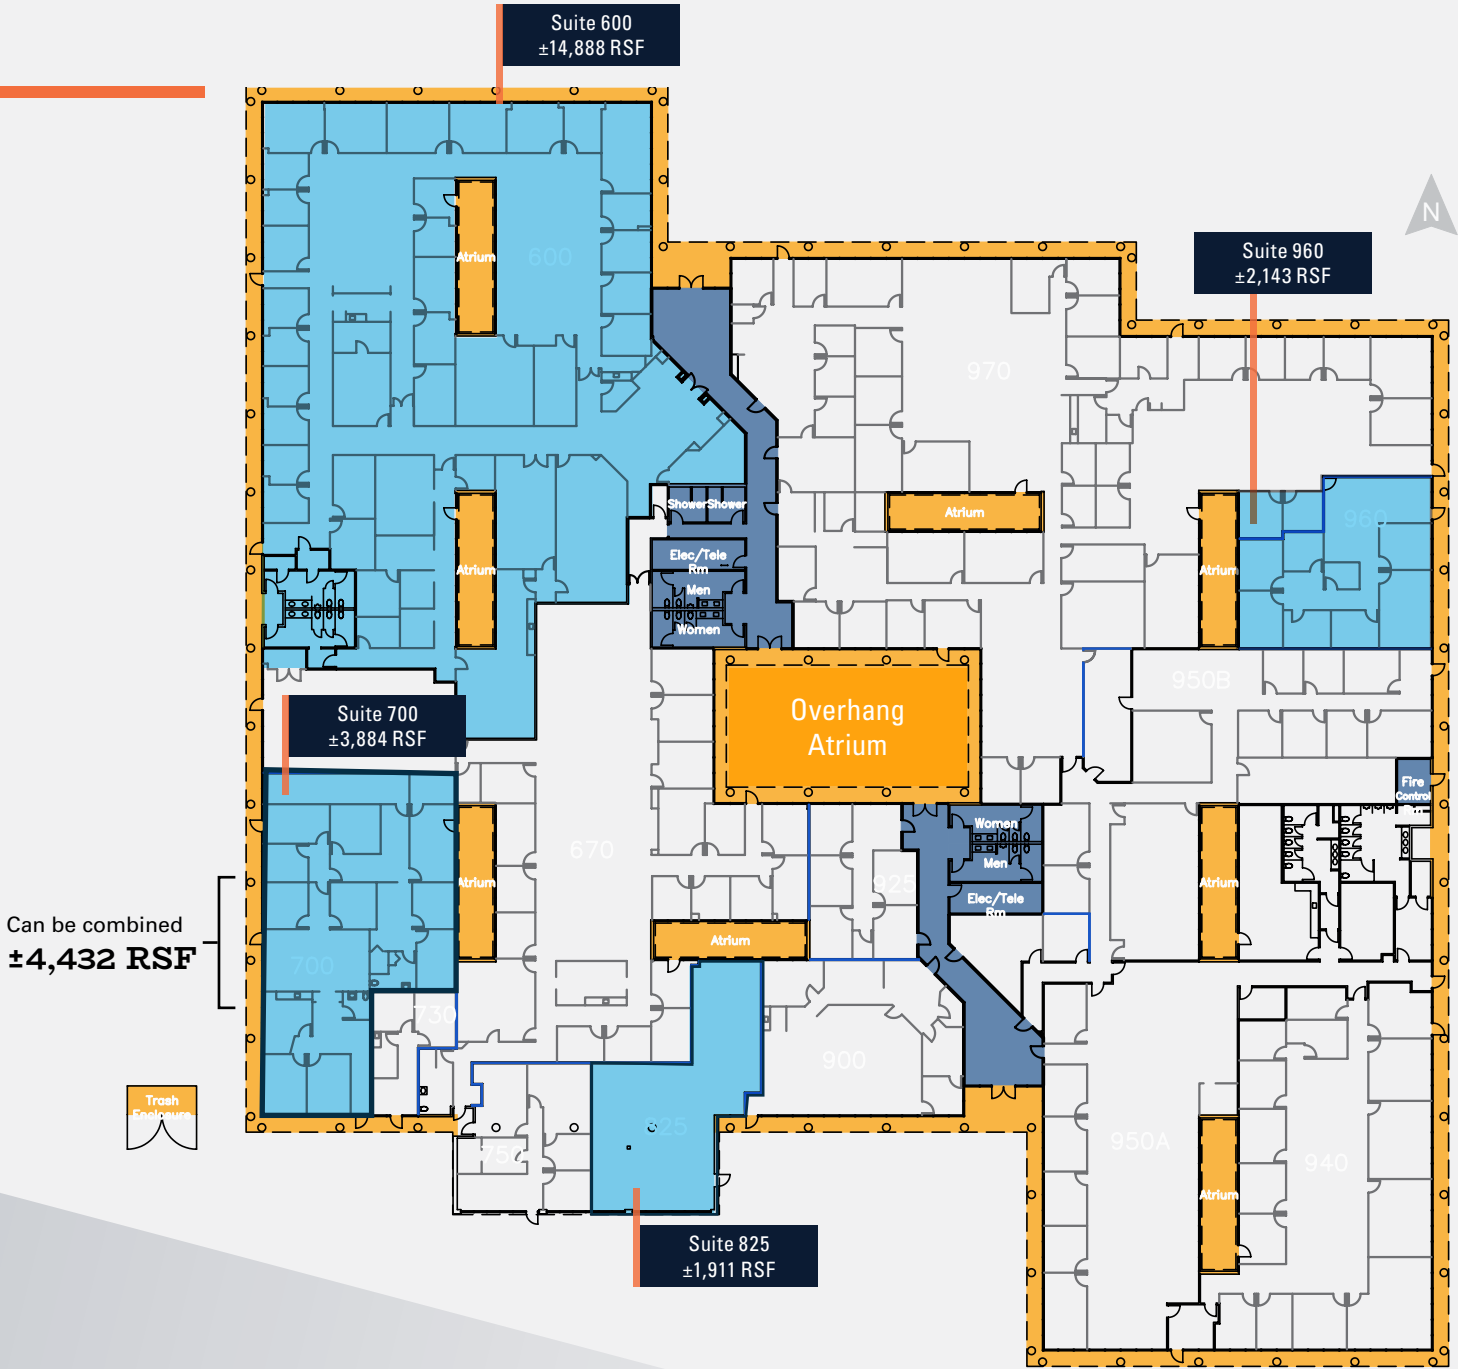 Suite 600
±14,888 RSF
N
Suite 960
±2,143 RSF
Atrium
600
970
Shower Shower
Atrium
960
Elec/Tele
Rm
Atrium
Atrium
Men
Women
950B
Overhang
Atrium
Suite 700
±3,884 RSF
Fire
Control
Rm
Women
670
Men
Atrium
925
Atrium
Elec/Tele
Rm
Can be combined
±4,432 RSF
Atrium
700
730
900
Trash
Enclosure
825
750
950A
940
Atrium
Suite 825
±1,911 RSF